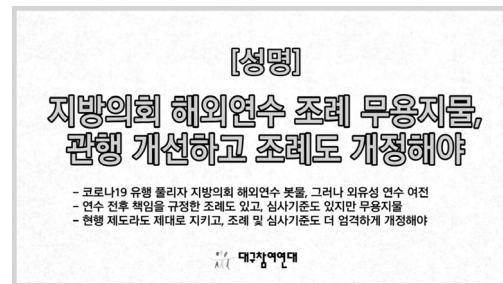 [성명]
지방의회 해외연수 조례 무용지물,
관행 개선하고 조례도 개정해야
- 코로나19 유행 풀리자 지방의회 해외연수 봇물, 그러나 외유성 연수 여전
- 연수 전후 책임을 규정한 조례도 있고, 심사기준도 있지만 무용지물
- 현행 제도라도 제대로 지키고, 조례 및 심사기준도 더 엄격하게 개정해야
대구참여연대